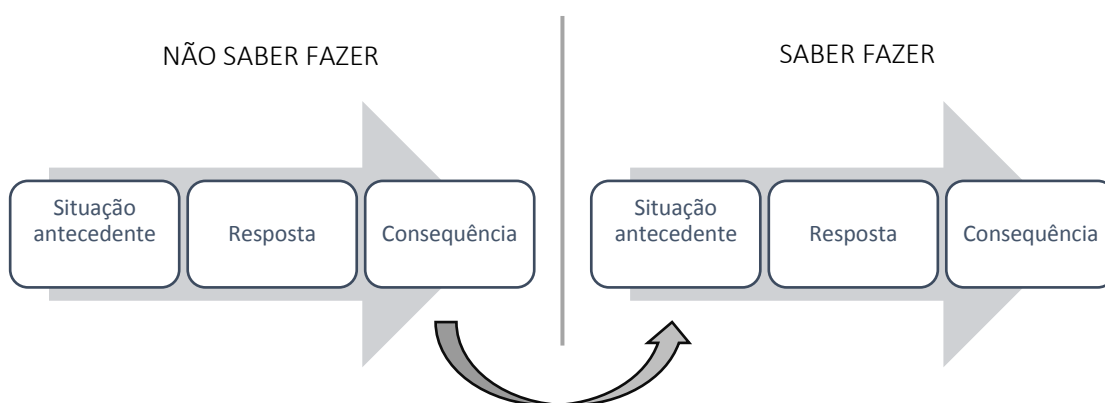 NÃO SABER FAZER
Situação
antecedente
Resposta
Consequência
SABER FAZER
Situação
antecedente
Resposta
Consequência